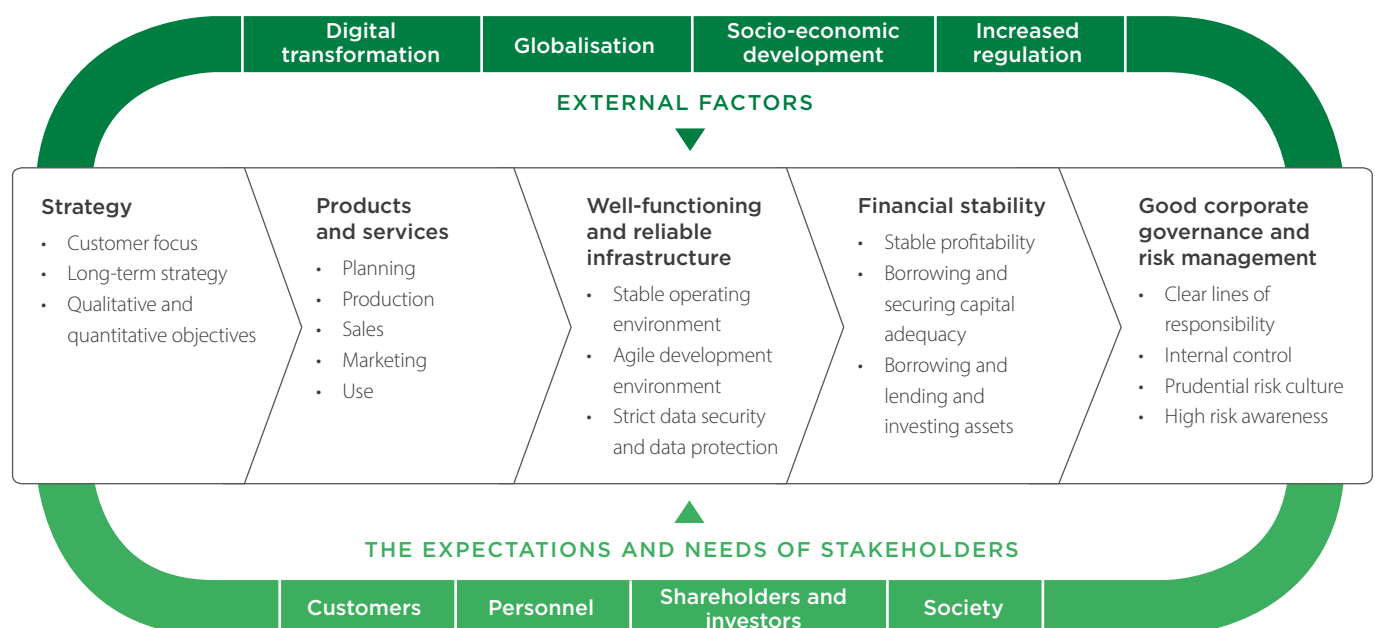 Digital
transformation
Globalisation
Socio-economic
development
Increased
regulation
EXTERNAL FACTORS
Strategy
• Customer focus
• Long-term strategy
• Qualitative and
quantitative objectives
Products
and services
• Planning
• Production
• Sales
• Marketing
• Use
Well-functioning
and reliable
infrastructure
• Stable operating
environment
• Agile development
environment
• Strict data security
and data protection
Financial stability
• Stable profitability
• Borrowing and
securing capital
adequacy
• Borrowing and
lending and
investing assets
Good corporate
governance and
risk management
• Clear lines of
responsibility
• Internal control
• Prudential risk culture
• High risk awareness
THE EXPECTATIONS AND NEEDS OF STAKEHOLDERS
Customers
Personnel
Shareholders and
investors
Society